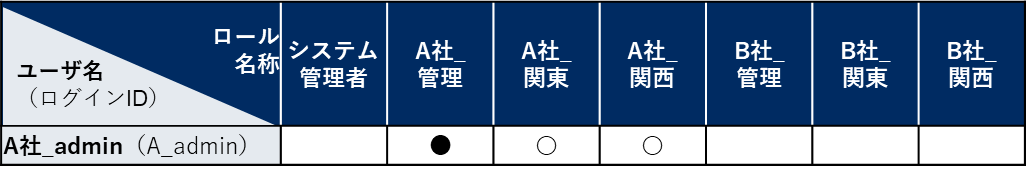 ロール
名称
ユーザ名
（ログインID）
システム
管理者
A社_
管理
A社_
関東
A社_
関西
B社_
管理
B社_
関東
B社_
関西
A社_admin（A_admin） ● ○ ○